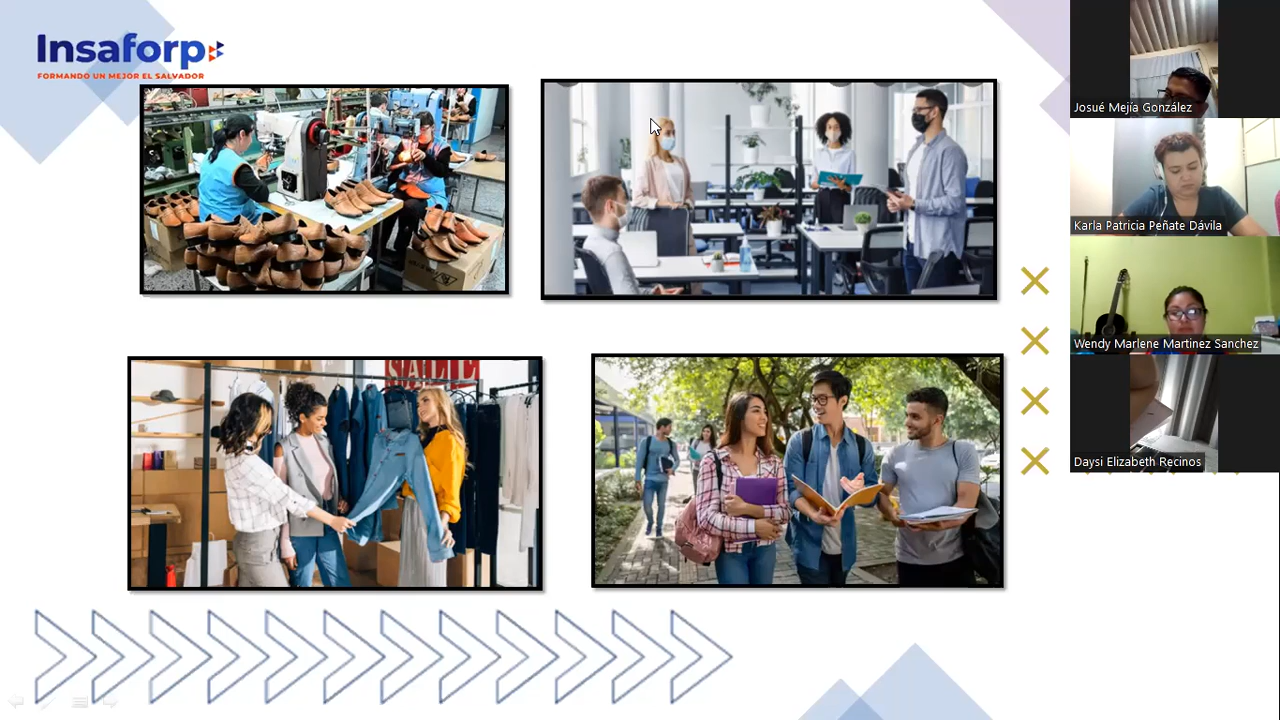 Insaforp
FORMANDO UN MEJOR EL SALVADOR
SALE
Josué Mejía González
Karla Patricia Peñate Dávila
Wendy Marlene Martinez Sanchez
Daysi Elizabeth Recinos